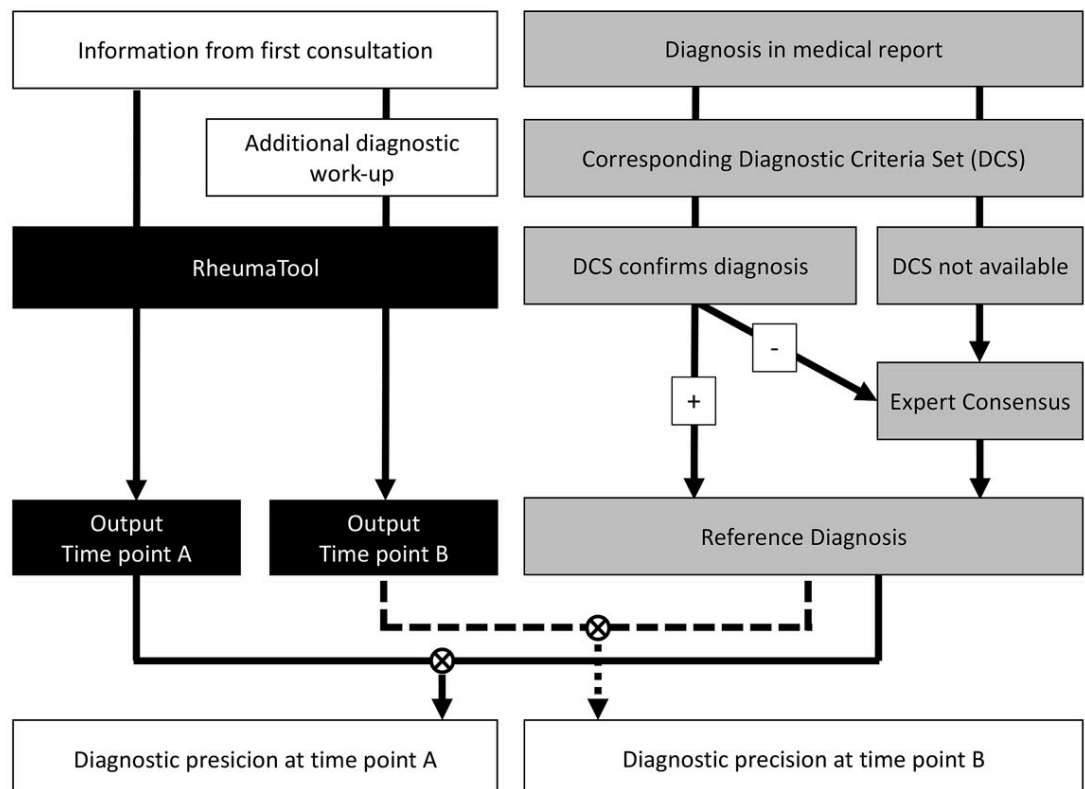 Information from first consultation
Diagnosis in medical report
Additional diagnostic
work-up
Corresponding Diagnostic Criteria Set (DCS)
RheumaTool
DCS confirms diagnosis
DCS not available
-
+
Expert Consensus
Output
Time point A
Output
Time point B
Reference Diagnosis
Diagnostic presicion at time point A
Diagnostic precision at time point B